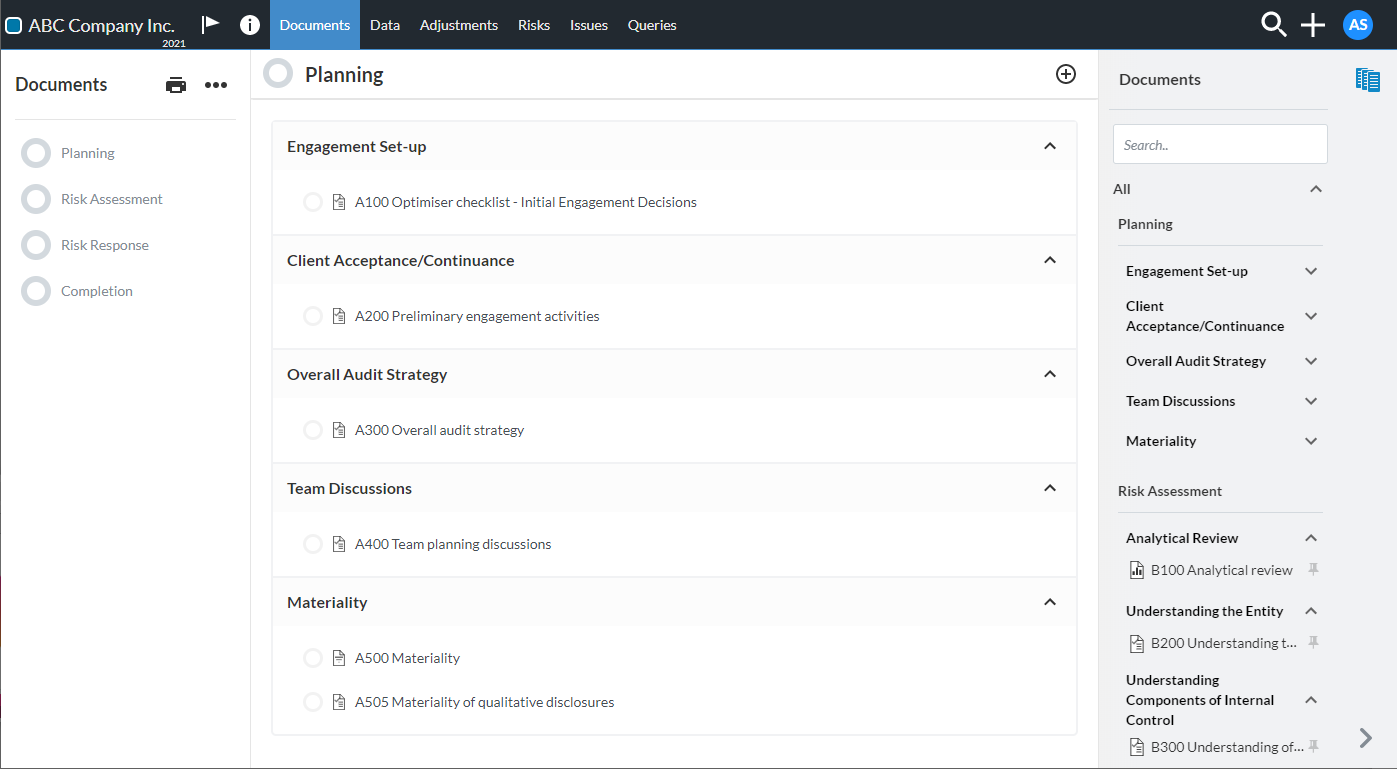 ABC Company Inc.
2021
Documents
Data
Adjustments
Risks
Issues
Queries
AS
Documents
Planning
Risk Assessment
Risk Response
Completion
Planning
Engagement Set-up
A100 Optimiser checklist - Initial Engagement Decisions
Client Acceptance/Continuance
A200 Preliminary engagement activities
Overall Audit Strategy
A300 Overall audit strategy
Team Discussions
A400 Team planning discussions
Materiality
A500 Materiality
A505 Materiality of qualitative disclosures
Documents
Search..
All
Planning
Engagement Set-up
Client
Acceptance/Continuance
Overall Audit Strategy
Team Discussions
Materiality
Risk Assessment
Analytical Review
B100 Analytical review
Understanding the Entity
B200 Understanding t...
Understanding
Components of Internal
Control
B300 Understanding of...